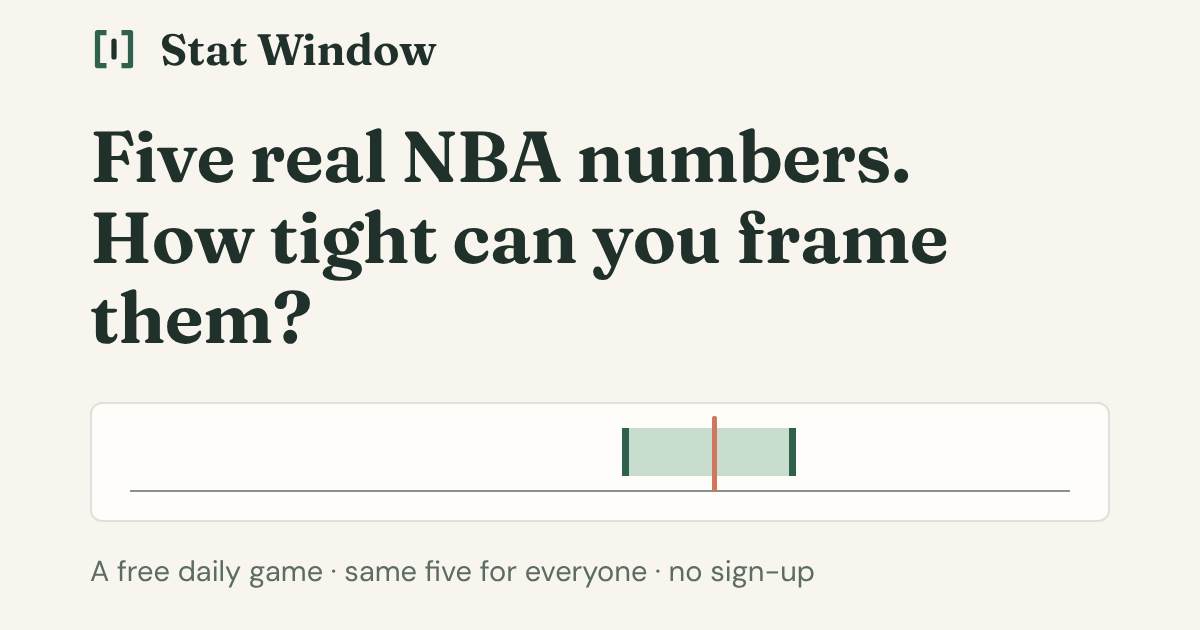 Stat Window
Five real NBA numbers.
How tight can you frame
them?
A free daily game · same five for everyone · no sign-up